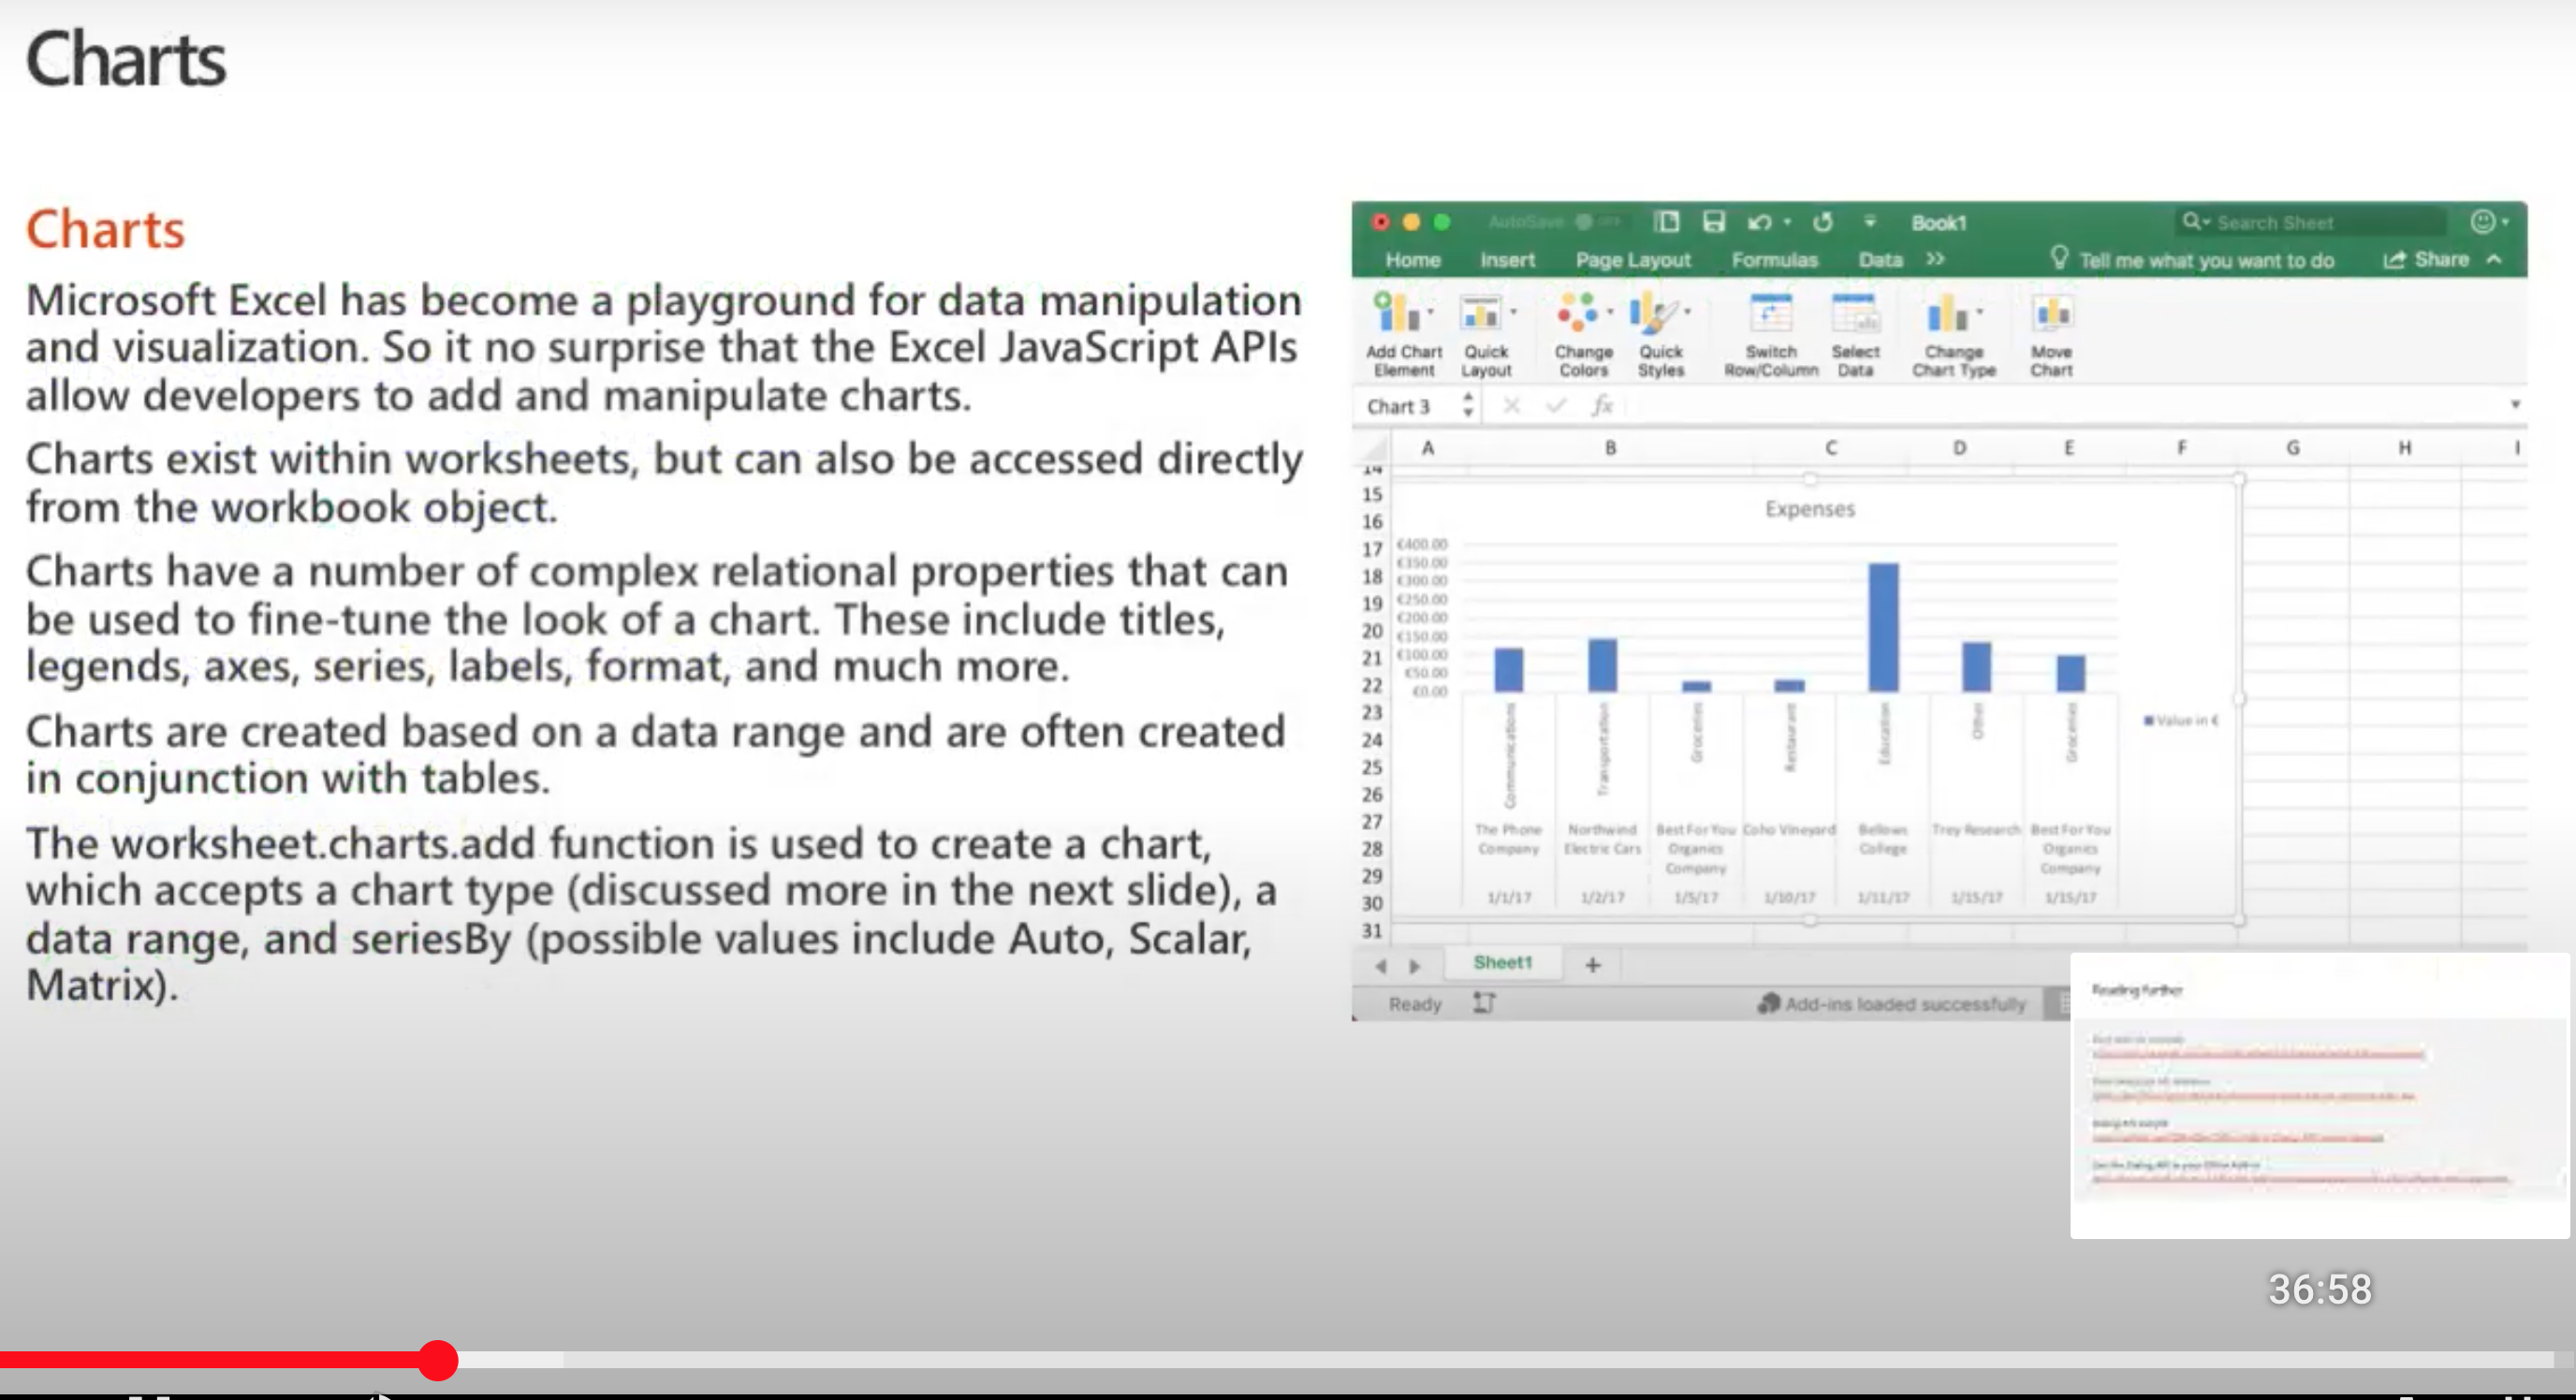 Charts
Charts
Microsoft Excel has become a playground for data manipulation
and visualization. So it no surprise that the Excel JavaScript APIs
allow developers to add and manipulate charts.
Charts exist within worksheets, but can also be accessed directly
from the workbook object.
Charts have a number of complex relational properties that can
be used to fine-tune the look of a chart. These include titles,
legends, axes, series, labels, format, and much more.
Charts are created based on a data range and are often created
in conjunction with tables.
The worksheet.charts.add function is used to create a chart,
which accepts a chart type (discussed more in the next slide), a
data range, and seriesBy (possible values include Auto, Scalar,
Matrix).
AutoSave Book1 Search Sheet
Home Insert Page Layout Formulas Data Tell me what you want to do Share
Add Chart Element
Quick Layout
Change Colors
Quick Styles
Switch Row/Column
Select Data
Change Chart Type
Move Chart
Chart 3 fx
A B C D E F G H I
14
15
16
17
18
19
20
21
22
23
24
25
26
27
28
29
30
31
Expenses
€400.00
€350.00
€300.00
€250.00
€200.00
€150.00
€100.00
€50.00
€0.00
Communications Transportation Groceries Restaurant Education Other Groceries
The Phone Company
Northwind Electric Cars
Best For You Organics Company
Coho Vineyard
Bellows College
Trey Research
Best For You Organics Company
1/1/17 1/2/17 1/5/17 1/10/17 1/11/17 1/15/17 1/15/17
Value in €
Sheet1 +
Ready Add-ins loaded successfully
Reading further
36:58